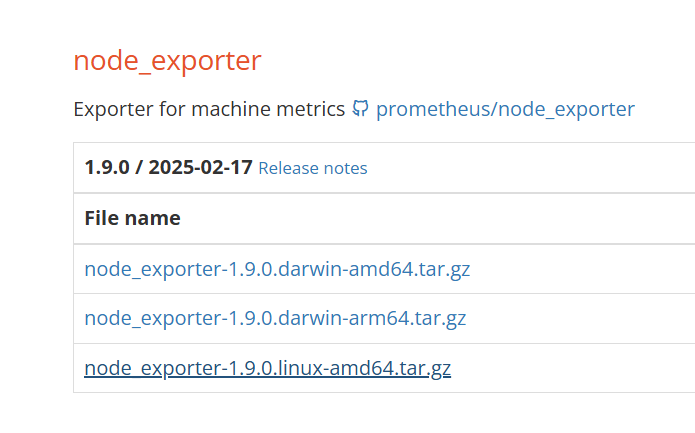 node_exporter
Exporter for machine metrics prometheus/node_exporter
1.9.0 / 2025-02-17 Release notes
File name
node_exporter-1.9.0.darwin-amd64.tar.gz
node_exporter-1.9.0.darwin-arm64.tar.gz
node_exporter-1.9.0.linux-amd64.tar.gz